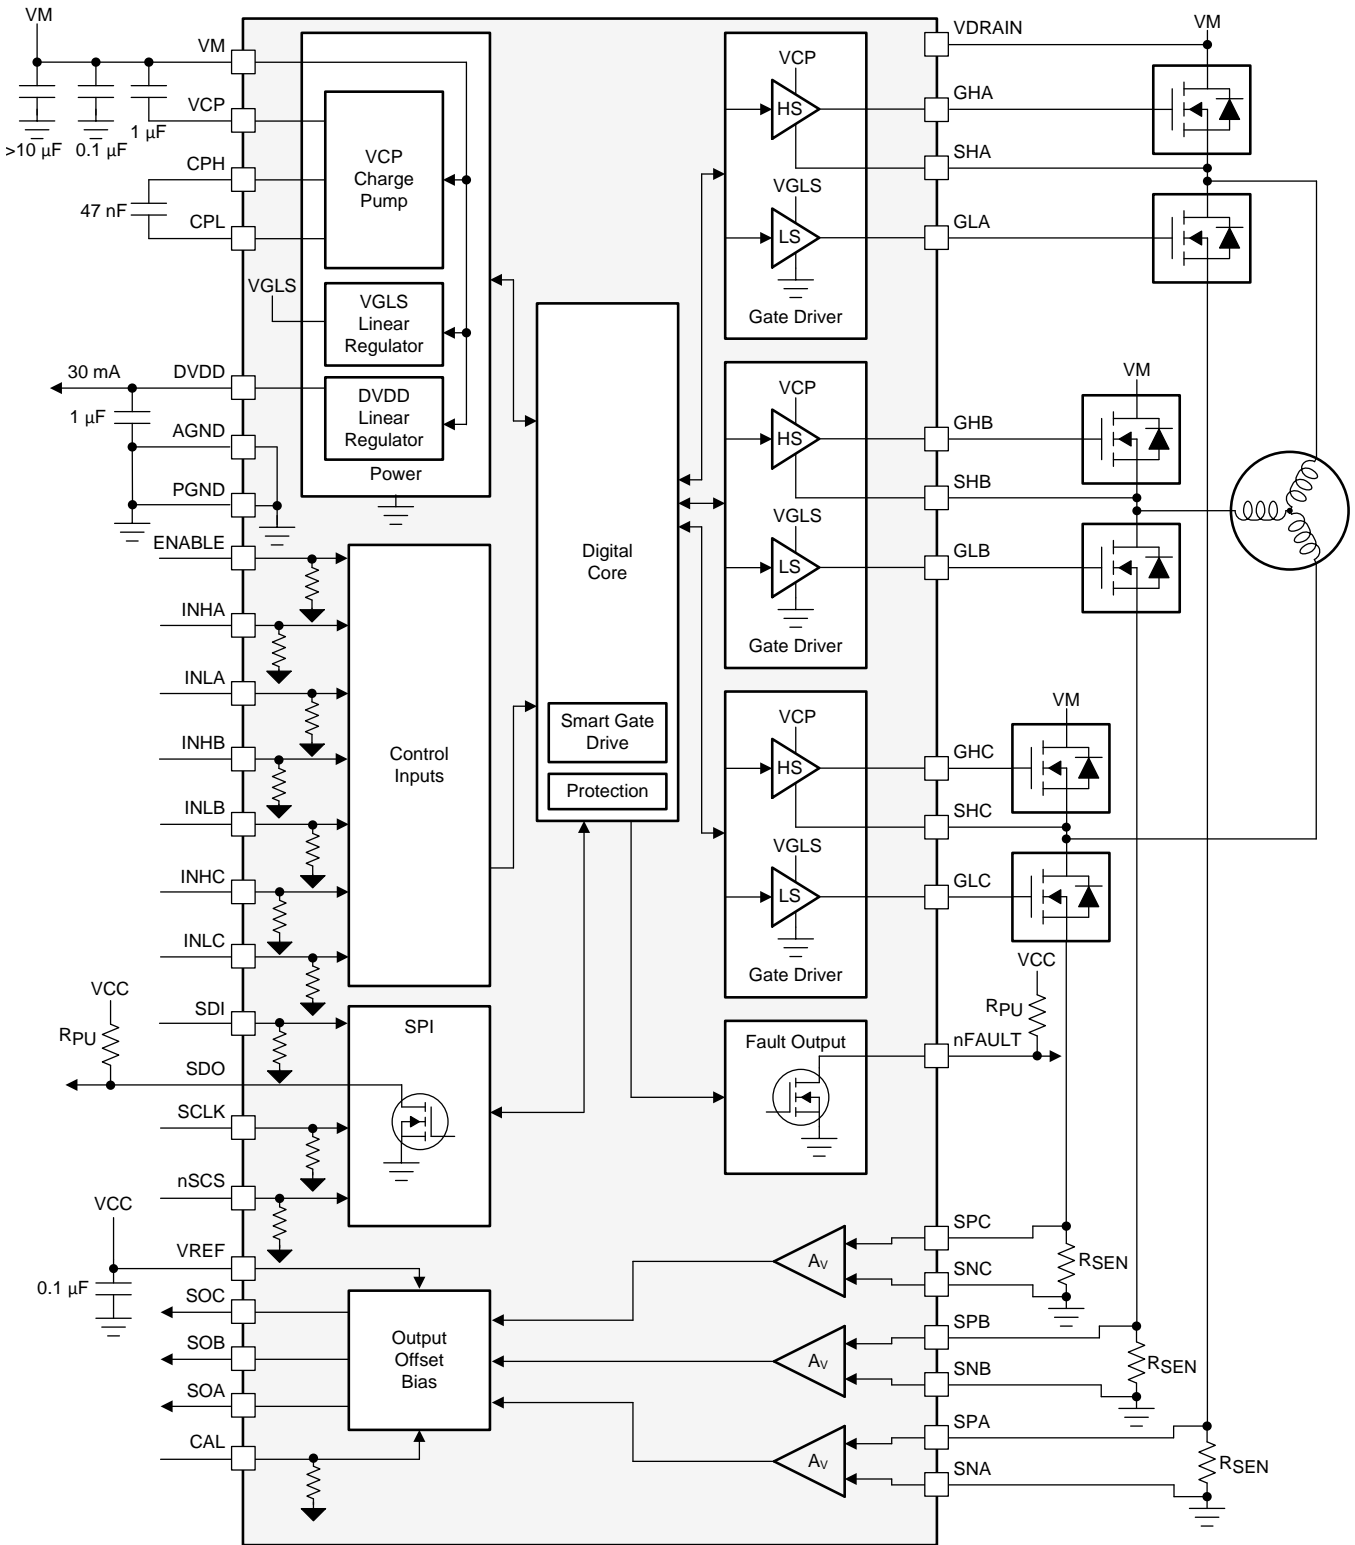 VM
VM
VCP
>10 µF
0.1 µF
1 µF
CPH
47 nF
CPL
VCP
Charge
Pump
VGLS
VGLS
Linear
Regulator
30 mA
DVDD
1 µF
DVDD
Linear
Regulator
AGND
Power
PGND
ENABLE
INHA
INLA
INHB
INLB
INHC
INLC
Control
Inputs
VCC
RPU
SDI
SDO
SCLK
nSCS
SPI
VCC
VREF
0.1 µF
SOC
SOB
SOA
CAL
Output
Offset
Bias
Digital
Core
Smart Gate
Drive
Protection
VCP
HS
VGLS
LS
Gate Driver
VCP
HS
VGLS
LS
Gate Driver
VCP
HS
VGLS
LS
Gate Driver
Fault Output
AV
AV
AV
VDRAIN
VM
GHA
SHA
GLA
VM
GHB
SHB
GLB
VM
GHC
SHC
GLC
VCC
RPU
nFAULT
SPC
SNC
RSEN
SPB
SNB
RSEN
SPA
SNA
RSEN